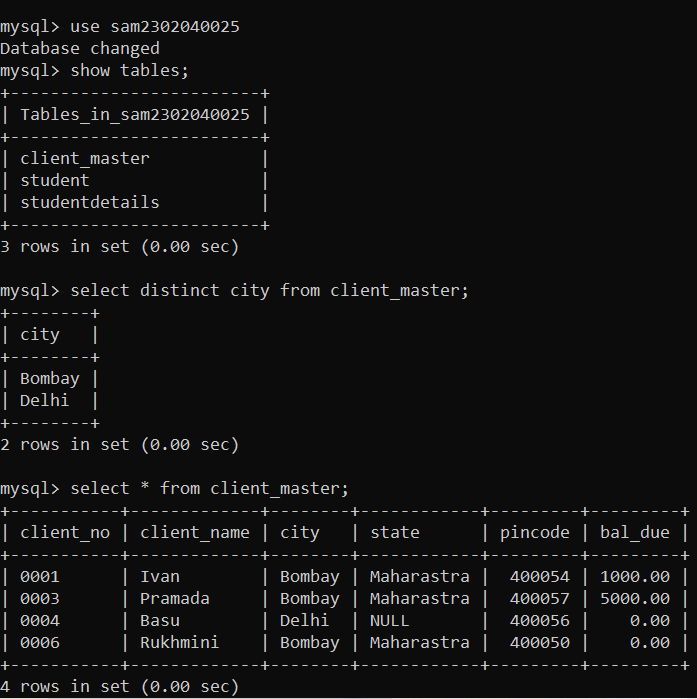 mysql> use sam2302040025
Database changed
mysql> show tables;
+-------------------------+
| Tables_in_sam2302040025 |
+-------------------------+
| client_master           |
| student                 |
| studentdetails          |
+-------------------------+
3 rows in set (0.00 sec)

mysql> select distinct city from client_master;
+--------+
| city   |
+--------+
| Bombay |
| Delhi  |
+--------+
2 rows in set (0.00 sec)

mysql> select * from client_master;
+-----------+-------------+--------+-------------+---------+---------+
| client_no | client_name | city   | state       | pincode | bal_due |
+-----------+-------------+--------+-------------+---------+---------+
| 0001      | Ivan        | Bombay | Maharastra  |  400054 | 1000.00 |
| 0003      | Pramada     | Bombay | Maharastra  |  400057 | 5000.00 |
| 0004      | Basu        | Delhi  | NULL        |  400056 |    0.00 |
| 0006      | Rukhmini    | Bombay | Maharastra  |  400050 |    0.00 |
+-----------+-------------+--------+-------------+---------+---------+
4 rows in set (0.00 sec)